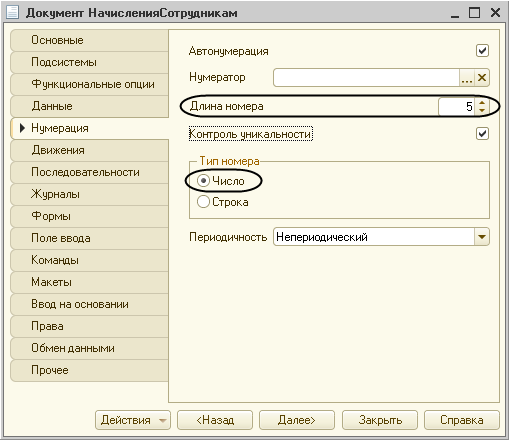 Документ НачисленияСотрудникам
Основные
Подсистемы
Функциональные опции
Данные
Нумерация
Движения
Последовательности
Журналы
Формы
Поле ввода
Команды
Макеты
Ввод на основании
Права
Обмен данными
Прочее
Автонумерация
Нумератор ...
Длина номера 5
Контроль уникальности
Тип номера
Число
Строка
Периодичность Непериодический
Действия <Назад Далее> Закрыть Справка